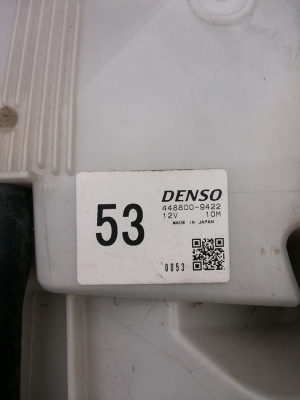 DENSO
448800-9422
12V 10M
MADE IN JAPAN
53
0053